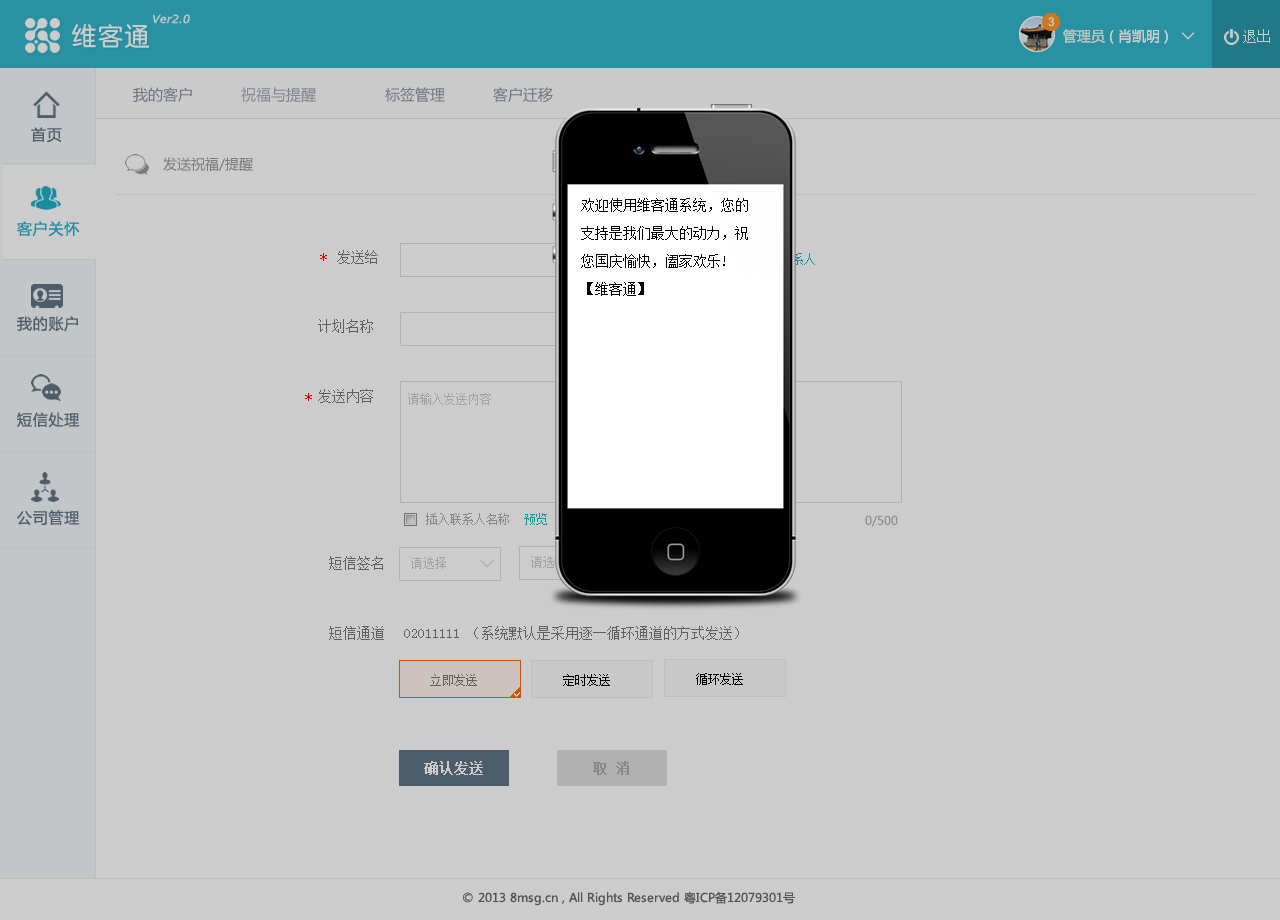 维客通 Ver2.0
3
管理员（肖凯明）
退出
首页
客户关怀
我的账户
短信处理
公司管理
我的客户 祝福与提醒 标签管理 客户迁移
发送祝福/提醒
* 发送给
系人
计划名称
* 发送内容
请输入发送内容
插入联系人名称 预览
0/500
短信签名 请选择 请选
短信通道 02011111 （系统默认是采用逐一循环通道的方式发送）
立即发送 定时发送 循环发送
确认发送 取 消
欢迎使用维客通系统，您的
支持是我们最大的动力，祝
您国庆愉快，阖家欢乐！
【维客通】
© 2013 8msg.cn , All Rights Reserved 粤ICP备12079301号